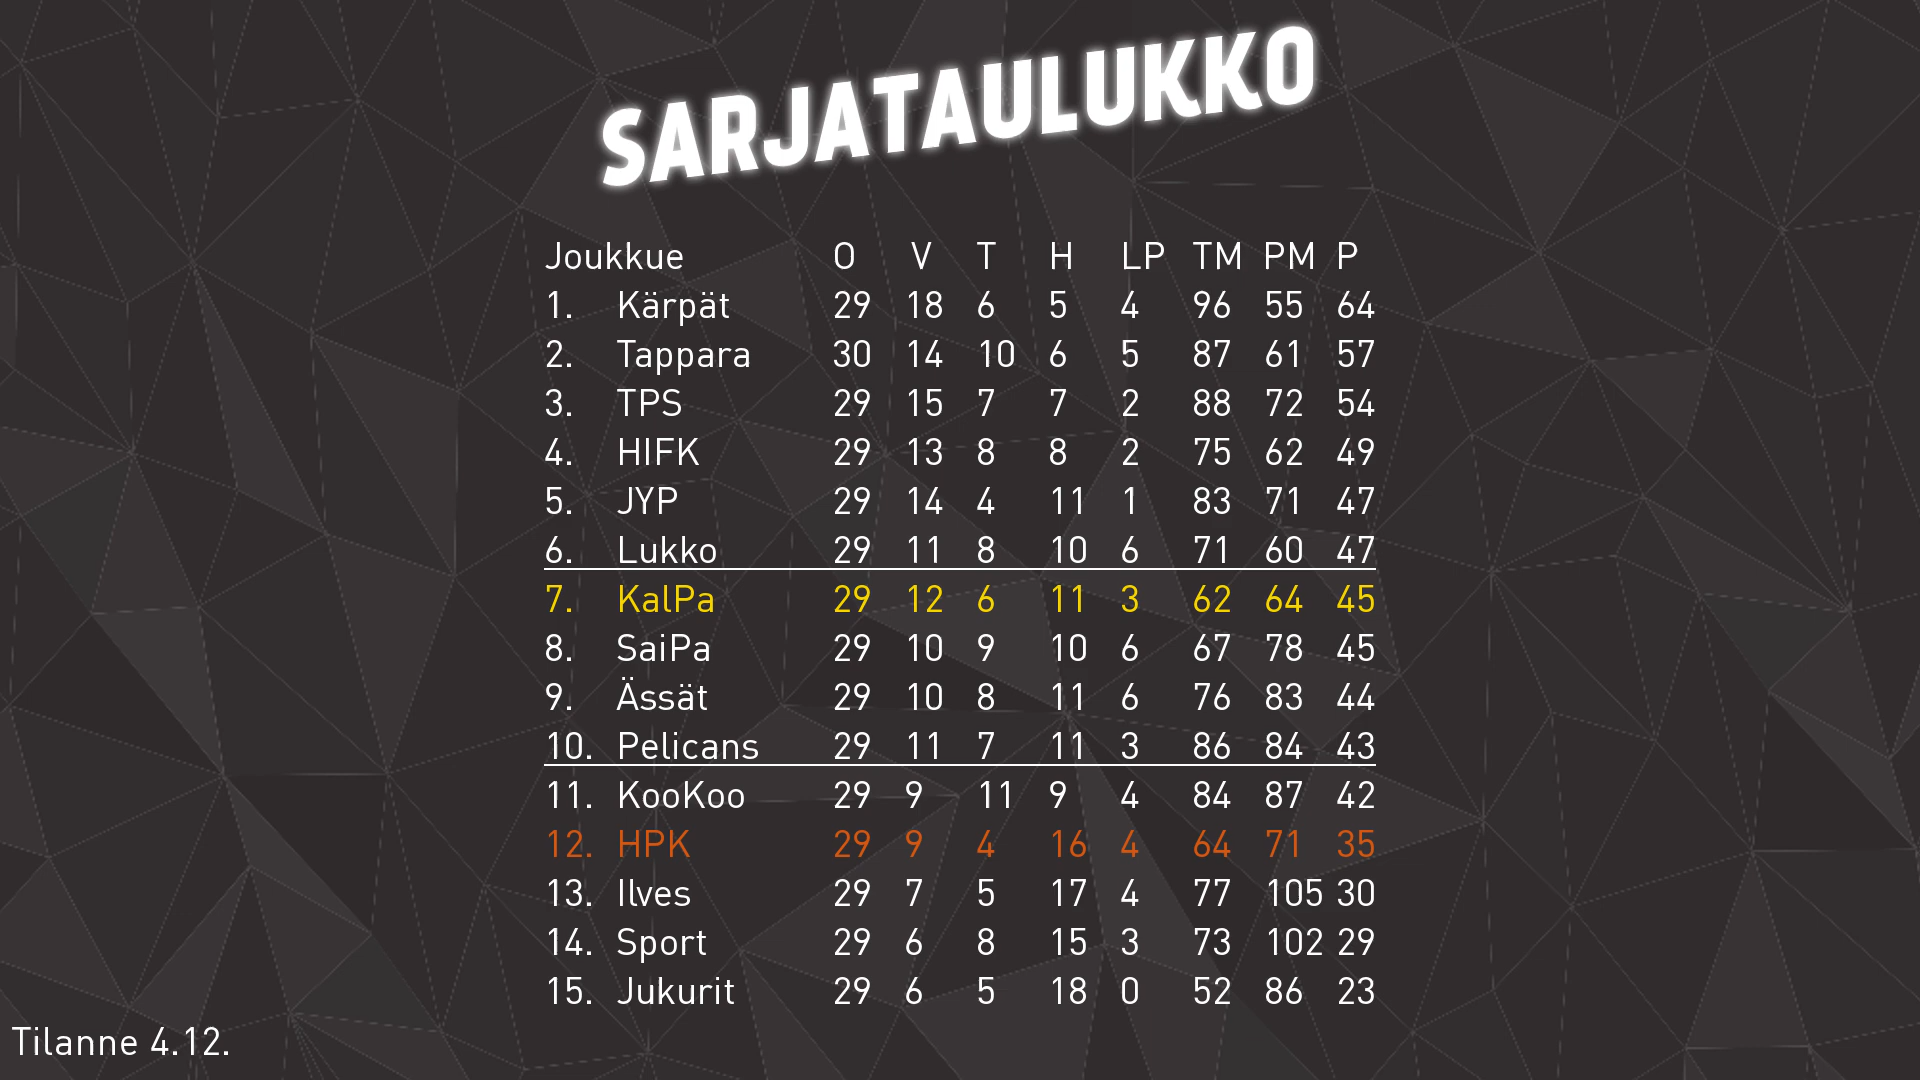 SARJATAULUKKO
Joukkue O V T H LP TM PM P
1. Kärpät 29 18 6 5 4 96 55 64
2. Tappara 30 14 10 6 5 87 61 57
3. TPS 29 15 7 7 2 88 72 54
4. HIFK 29 13 8 8 2 75 62 49
5. JYP 29 14 4 11 1 83 71 47
6. Lukko 29 11 8 10 6 71 60 47
7. KalPa 29 12 6 11 3 62 64 45
8. SaiPa 29 10 9 10 6 67 78 45
9. Ässät 29 10 8 11 6 76 83 44
10. Pelicans 29 11 7 11 3 86 84 43
11. KooKoo 29 9 11 9 4 84 87 42
12. HPK 29 9 4 16 4 64 71 35
13. Ilves 29 7 5 17 4 77 105 30
14. Sport 29 6 8 15 3 73 102 29
15. Jukurit 29 6 5 18 0 52 86 23
Tilanne 4.12.